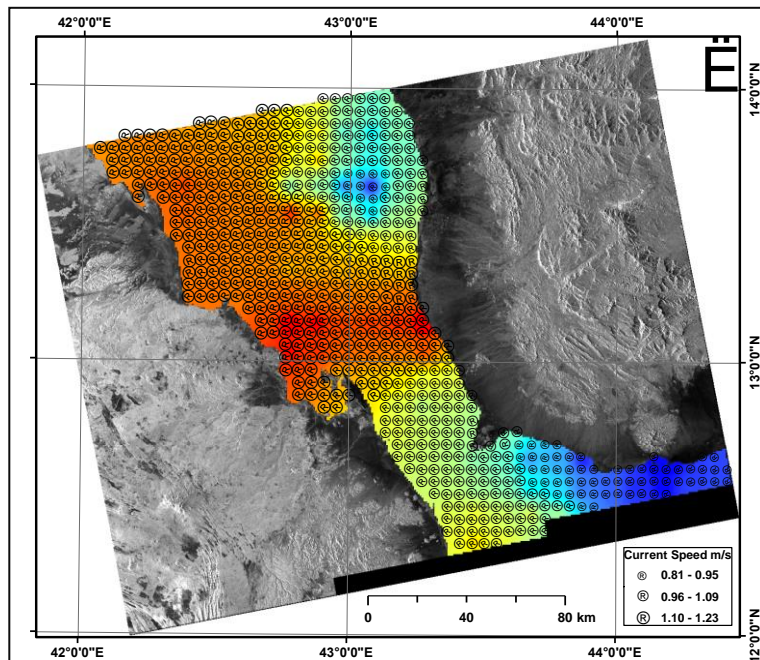 42°0'0"E 43°0'0"E 44°0'0"E
Ë
14°0'0"N
13°0'0"N
12°0'0"N
Current Speed m/s
® 0.81 - 0.95
® 0.96 - 1.09
® 1.10 - 1.23
0 40 80 km
42°0'0"E 43°0'0"E 44°0'0"E